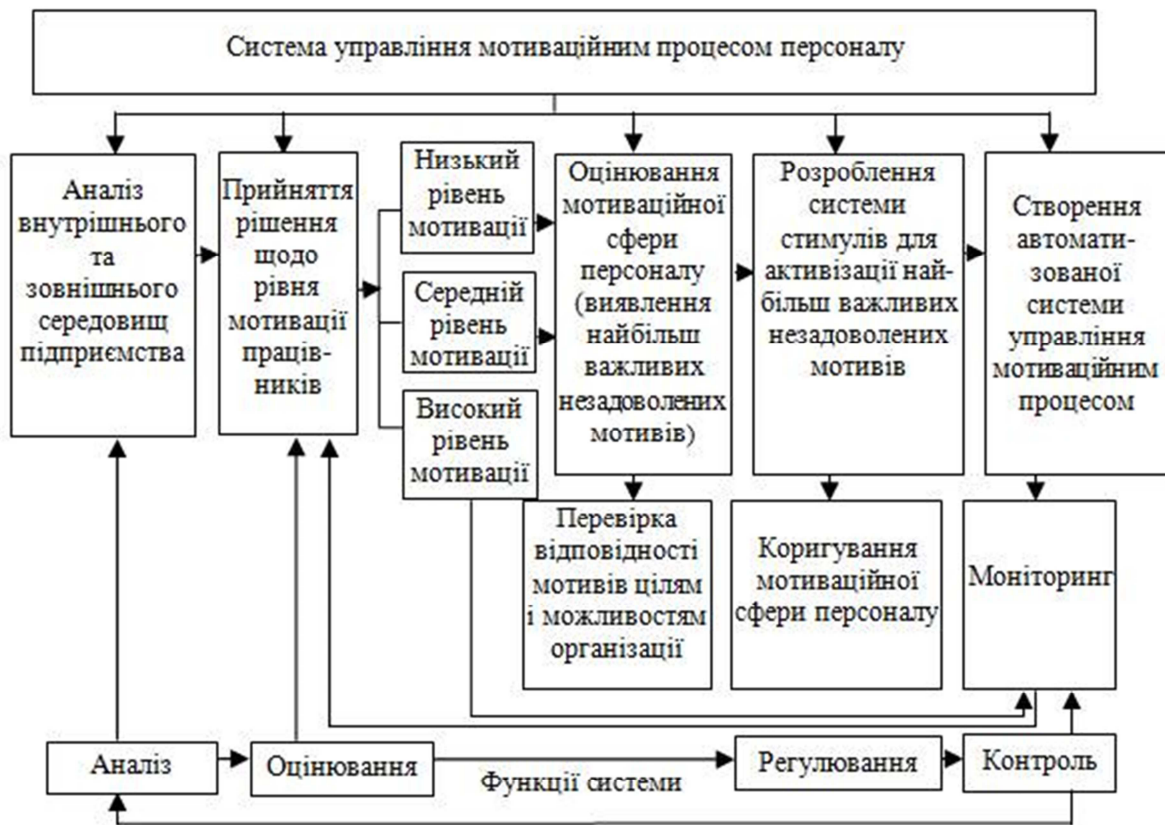 Система управління мотиваційним процесом персоналу
Аналіз
внутрішнього
та
зовнішнього
середовищ
підприємства
Прийняття
рішення
щодо
рівня
мотивації
праців-
ників
Низький
рівень
мотивації
Середній
рівень
мотивації
Високий
рівень
мотивації
Оцінювання
мотиваційної
сфери
персоналу
(виявлення
найбільш
важливих
незадоволених
мотивів)
Розроблення
системи
стимулів для
активізації най-
більш важливих
незадоволених
мотивів
Створення
автомати-
зованої
системи
управління
мотиваційним
процесом
Перевірка
відповідності
мотивів цілям
і можливостям
організації
Коригування
мотиваційної
сфери персоналу
Моніторинг
Аналіз
Оцінювання
Функції системи
Регулювання
Контроль